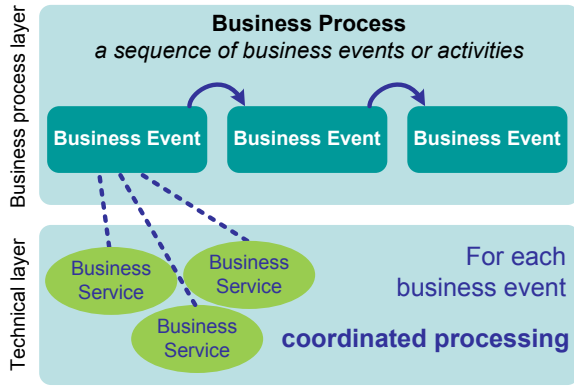 Business process layer
Business Process
a sequence of business events or activities
Business Event
Business Event
Business Event
Technical layer
Business
Service
Business
Service
Business
Service
For each
business event
coordinated processing